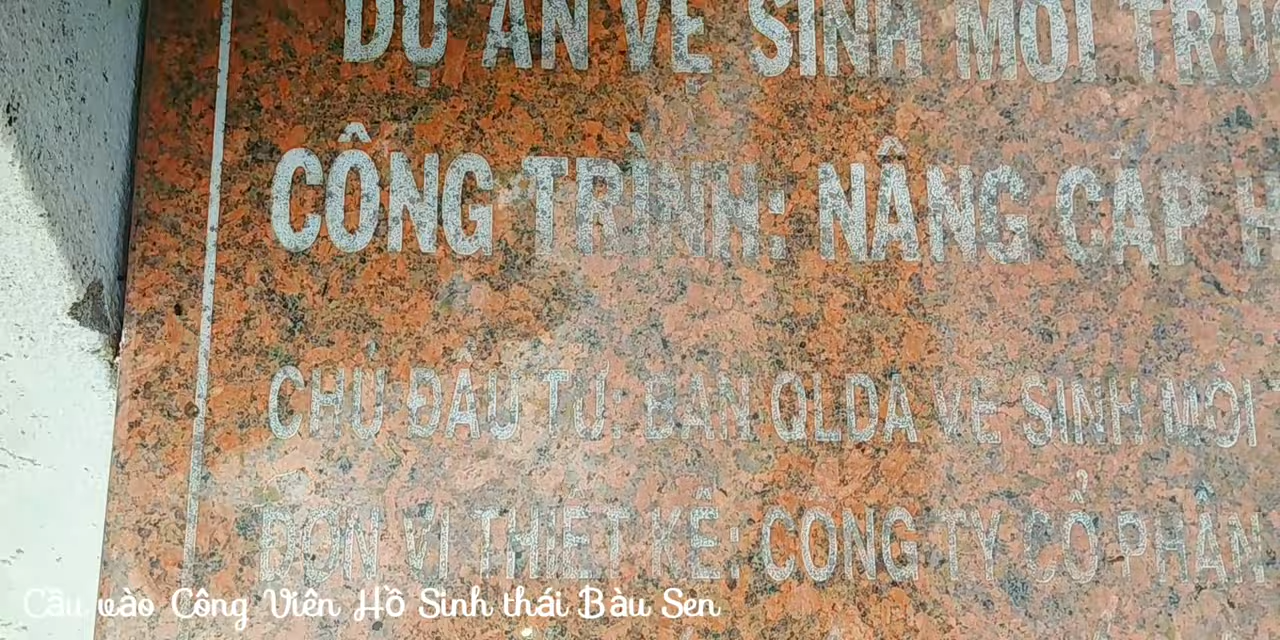 DỰ ÁN VỆ SINH MÔI TRƯ
CÔNG TRÌNH: NÂNG CẤP H
CHỦ ĐẦU TƯ: BAN QLDA VỆ SINH MÔI
ĐƠN VỊ THIẾT KẾ: CÔNG TY CỔ PHẦN
Cầu vào Công Viên Hồ Sinh thái Bàu Sen